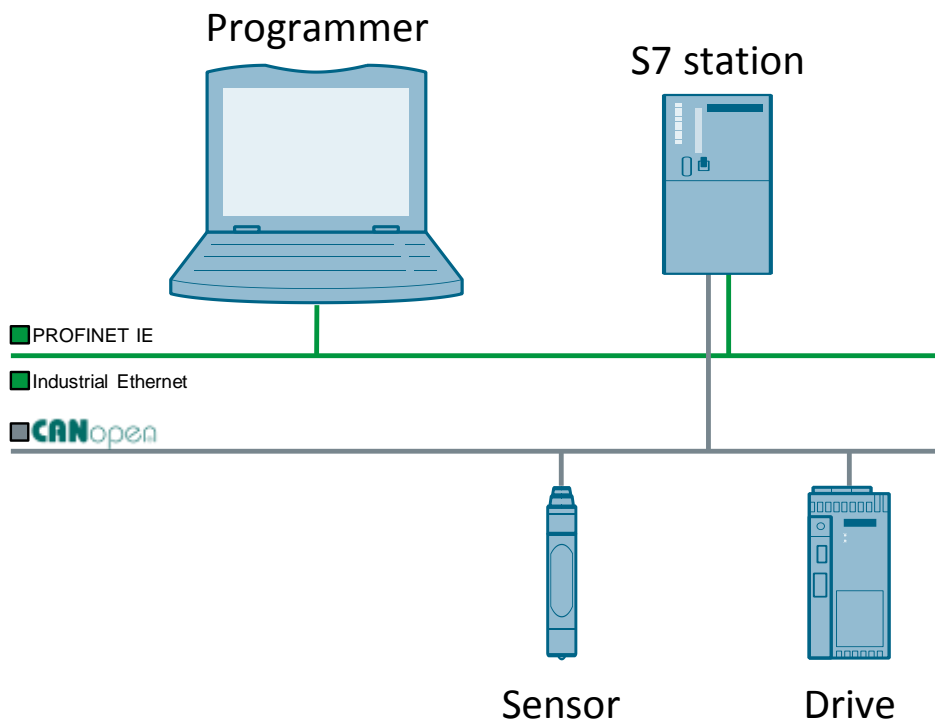 Programmer
S7 station
PROFINET IE
Industrial Ethernet
CANopen
Sensor
Drive